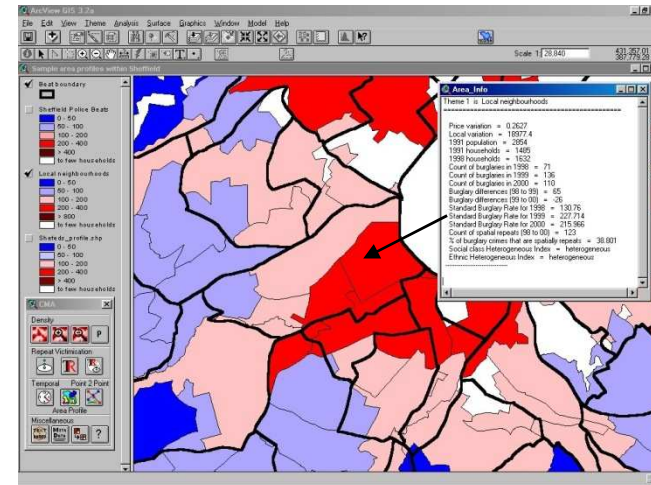 ArcView GIS 3.2a
File Edit View Theme Analysis Surface Graphics Window Model Help
Scale 1: 28,840
431,357.01
387,779.29
Sample area profiles within Sheffield
Beat boundary
Sheffield Police Beats
0 - 50
50 - 100
100 - 200
200 - 400
> 400
to few households
Local neighbourhoods
0 - 50
50 - 100
100 - 200
200 - 400
> 800
to few households
0 - 50
50 - 100
100 - 200
200 - 400
> 400
to few households
CMA
Density
P
Repeat Victimisation
Temporal Point 2 Point
Area Profile
Miscellaneous
?
Area_Info
Theme 1 is Local neighbourhoods
Price variation = 0.2627
Local variation = 18977.4
1991 population = 2854
1991 households = 1485
1998 households = 1632
Count of burglaries in 1998 = 71
Count of burglaries in 1999 = 136
Count of burglaries in 2000 = 110
Burglary differences (98 to 99) = 65
Burglary differences (99 to 00) = -26
Standard Burglary Rate for 1998 = 130.76
Standard Burglary Rate for 1999 = 227.714
Standard Burglary Rate for 2000 = 215.966
Count of spatial repeats (98 to 00) = 123
% of burglary crimes that are spatially repeats = 38.801
Social class Heterogeneous Index = heterogeneous
Ethnic Heterogeneous Index = heterogeneous